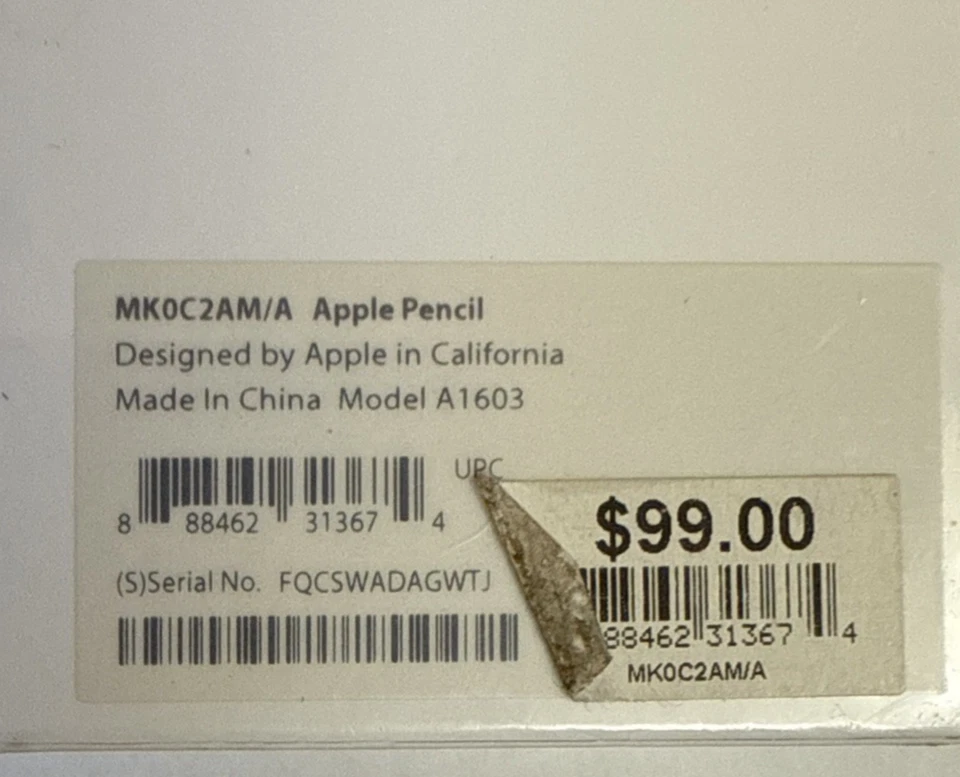 MK0C2AM/A Apple Pencil
Designed by Apple in California
Made In China Model A1603
UPC
8 88462 31367 4
(S)Serial No. FQCSWADAGWTJ
$99.00
88462 31367 4
MK0C2AM/A